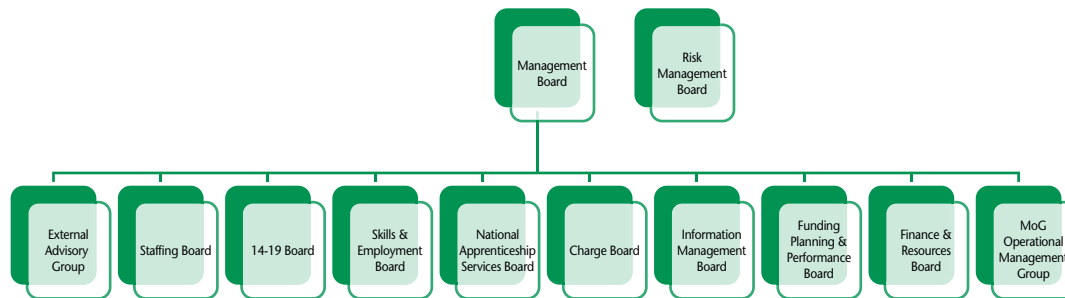 Management
Board
Risk
Management
Board
External
Advisory
Group
Staffing Board
14-19 Board
Skills &
Employment
Board
National
Apprenticeship
Services Board
Charge Board
Information
Management
Board
Funding
Planning &
Performance
Board
Finance &
Resources
Board
MoG
Operational
Management
Group